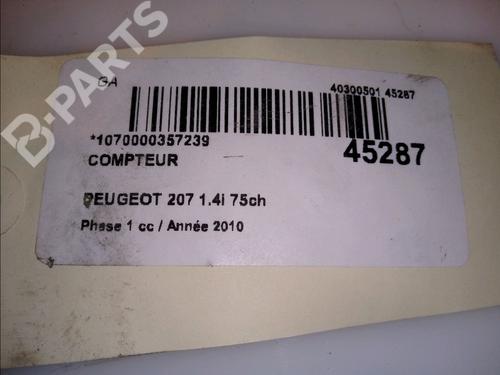 B-PARTS
GA
40300501 45287
*1070000357239
45287
COMPTEUR
PEUGEOT 207 1.4i 75ch
Phase 1 cc / Année 2010